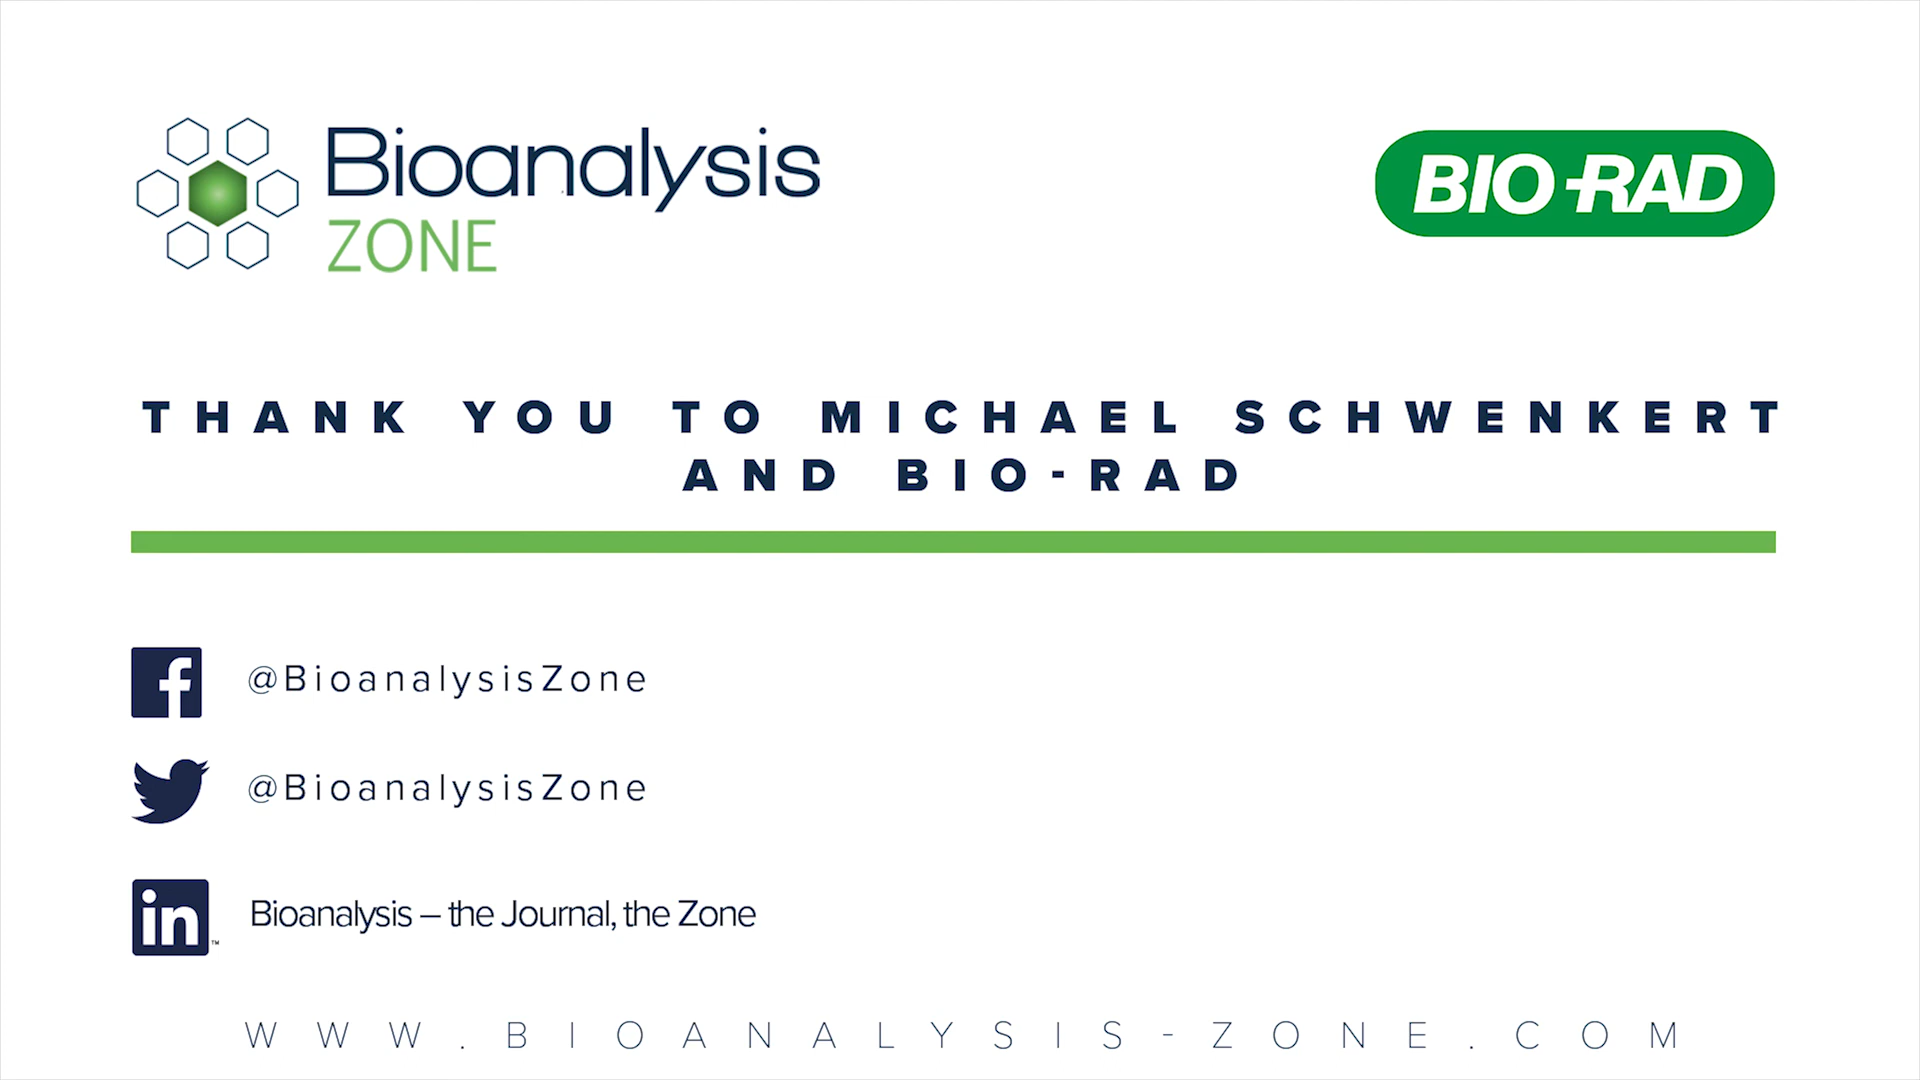 Bioanalysis
ZONE
BIO-RAD
THANK YOU TO MICHAEL SCHWENKERT
AND BIO-RAD
@BioanalysisZone
@BioanalysisZone
in™
Bioanalysis – the Journal, the Zone
WWW.BIOANALYSIS-ZONE.COM